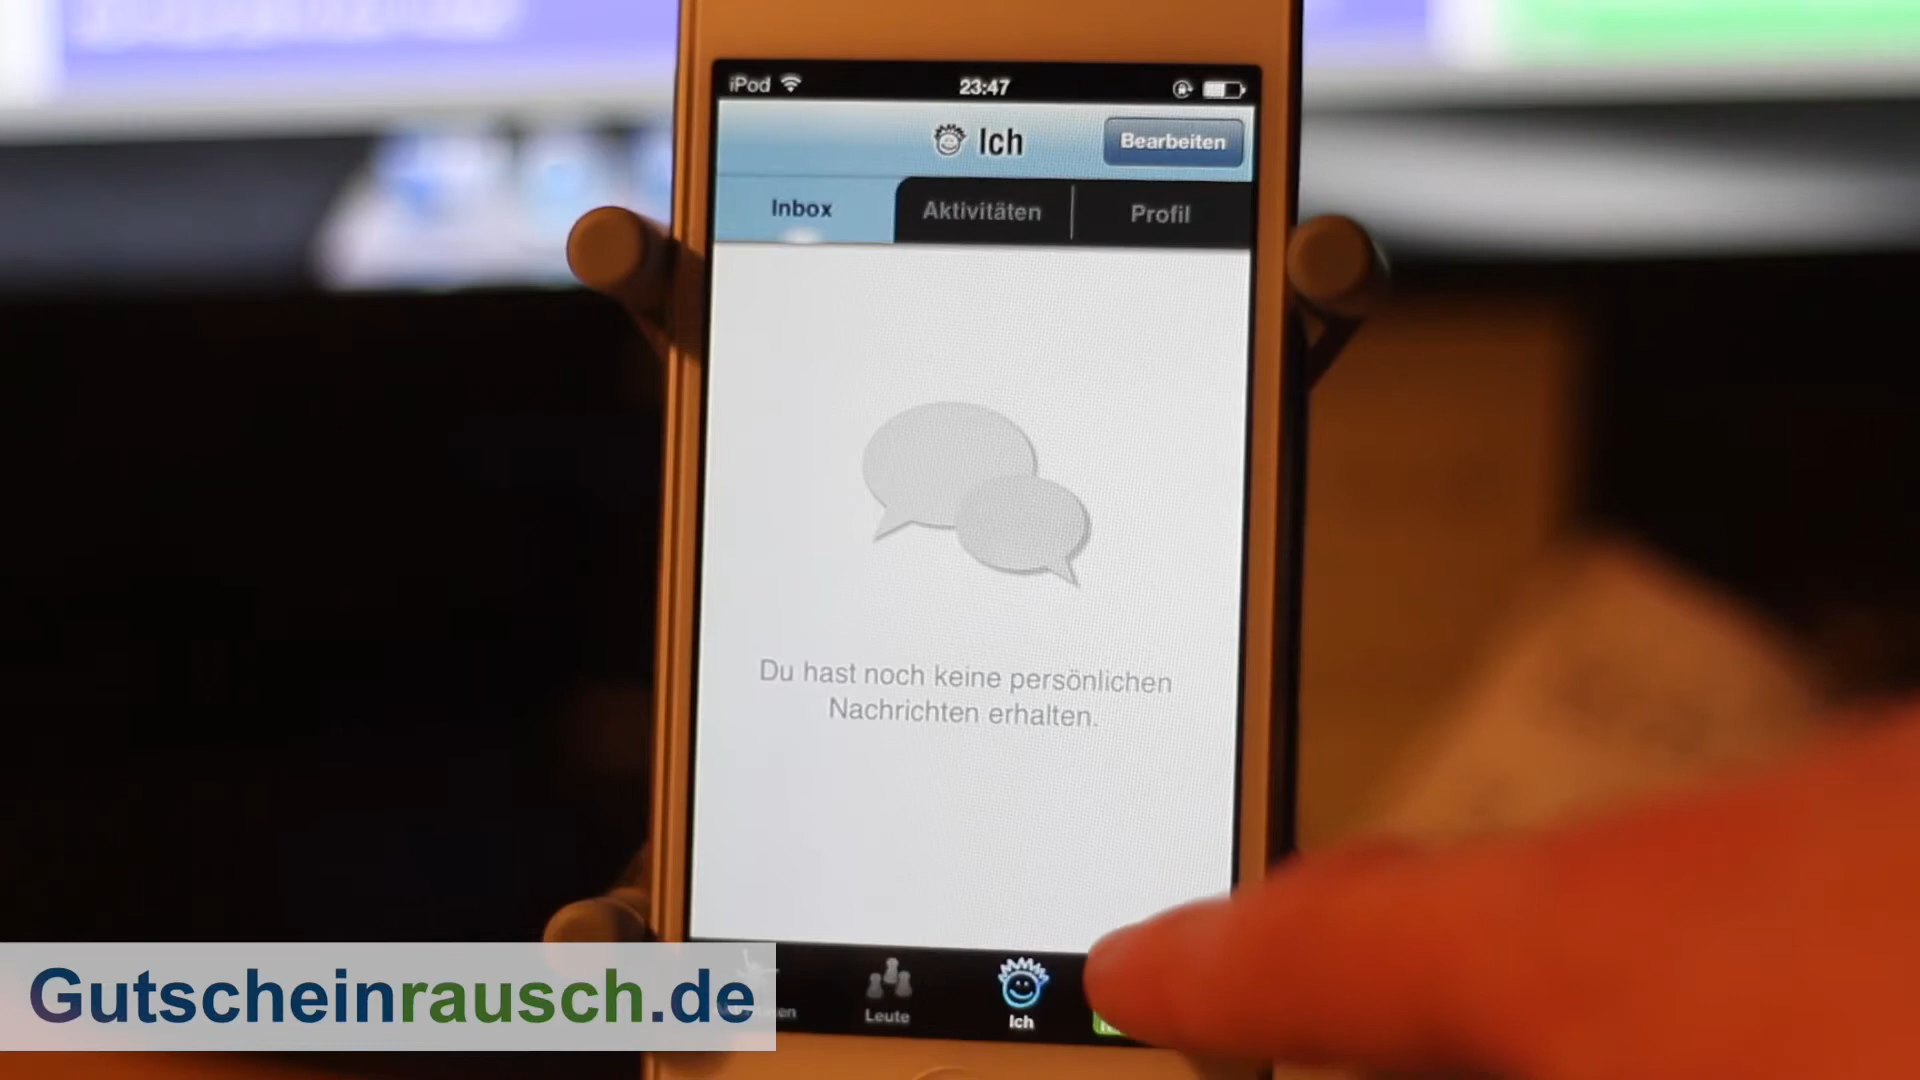 iPod 23:47
Ich Bearbeiten
Inbox Aktivitäten Profil
Du hast noch keine persönlichen
Nachrichten erhalten.
Leute Ich
Gutscheinrausch.de